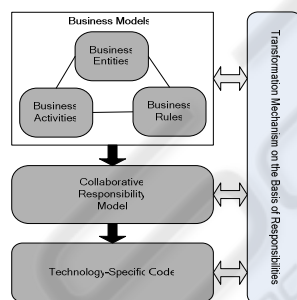 Business Models
Business
Entities
Business
Activities
Business
Rules
Collaborative
Responsibility
Model
Technology-Specific Code
Transformation Mechanism on the Basis of Responsibilities